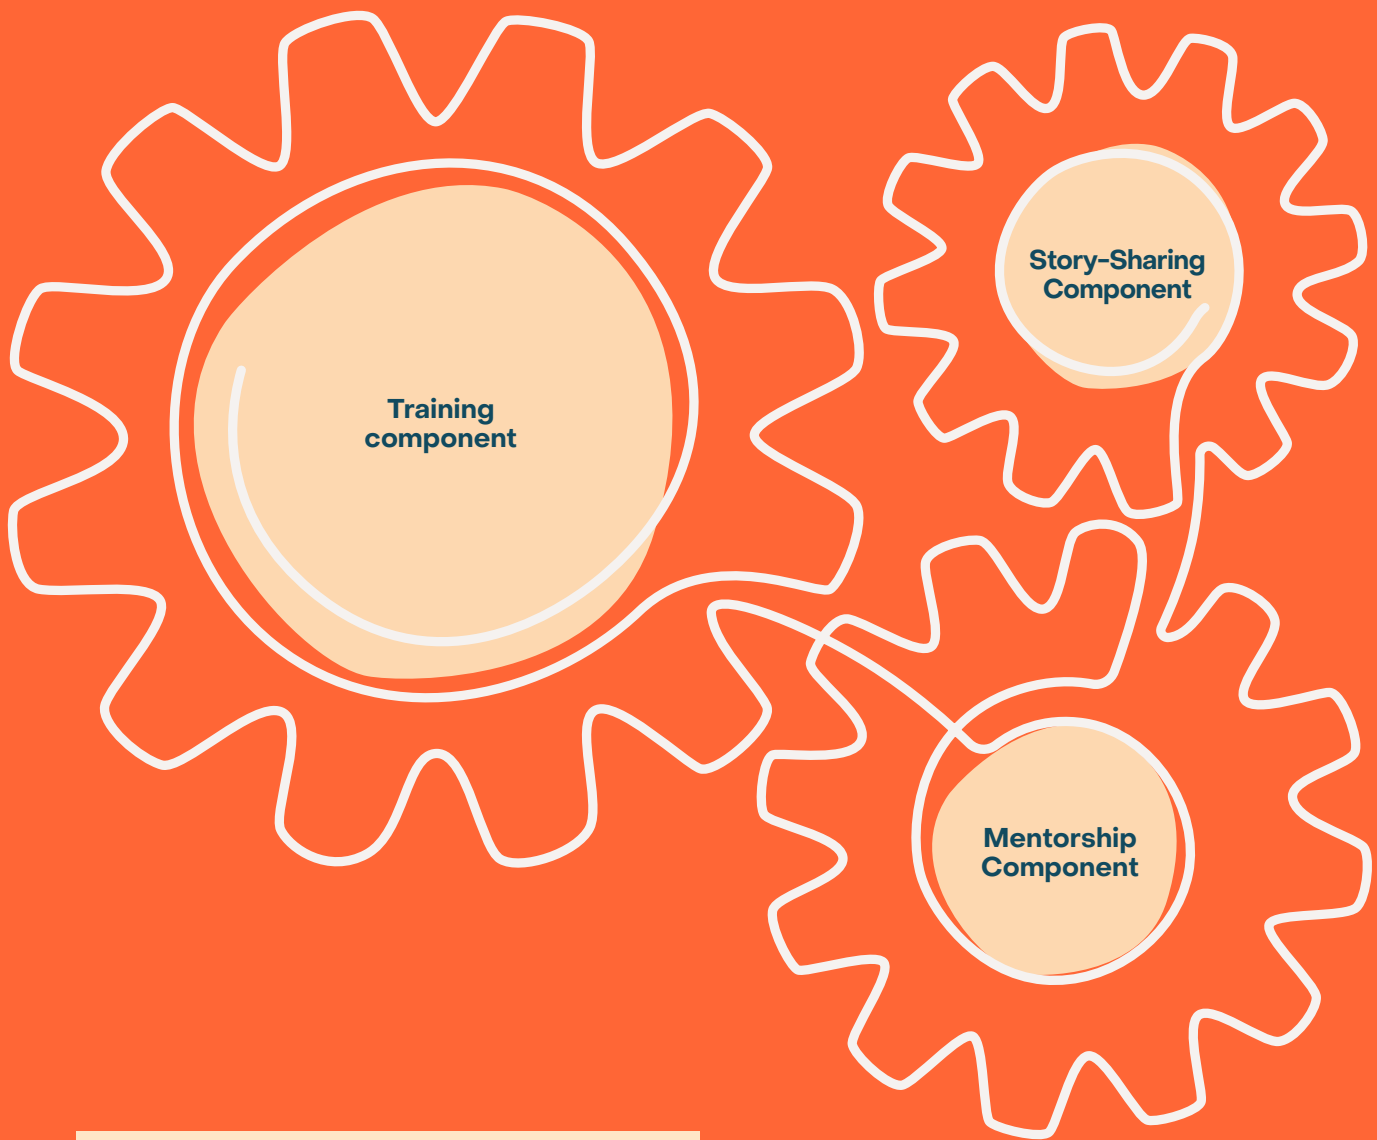 Training
component
Story-Sharing
Component
Mentorship
Component